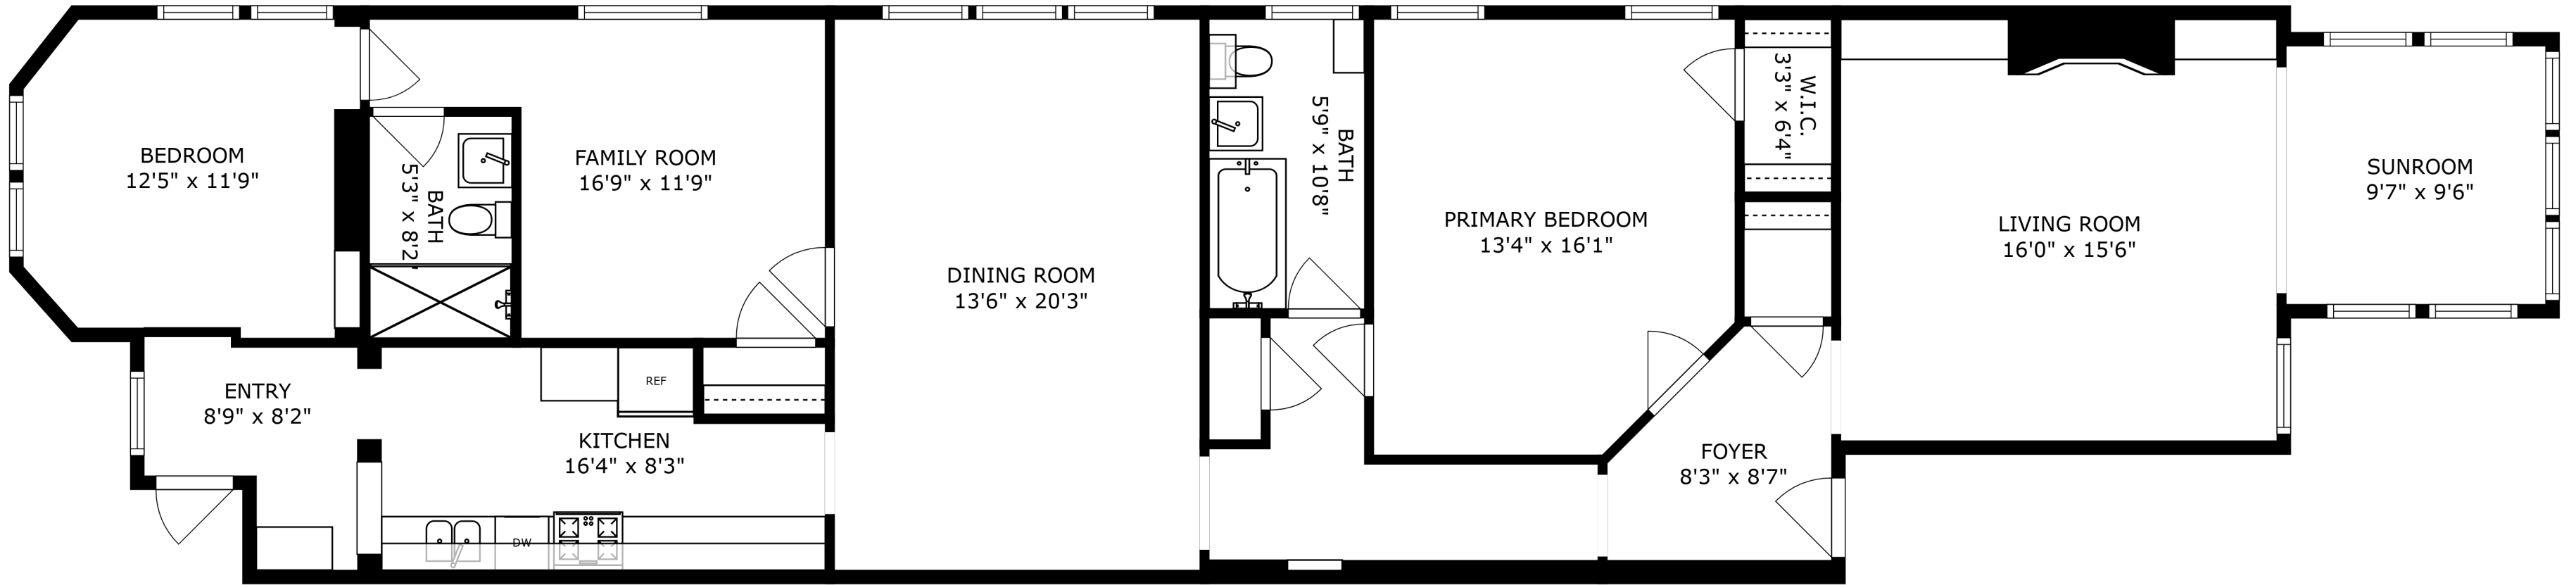 BEDROOM
12'5" x 11'9"
BATH
5'3" x 8'2"
FAMILY ROOM
16'9" x 11'9"
ENTRY
8'9" x 8'2"
REF
KITCHEN
16'4" x 8'3"
DW
DINING ROOM
13'6" x 20'3"
BATH
5'9" x 10'8"
PRIMARY BEDROOM
13'4" x 16'1"
W.I.C.
3'3" x 6'4"
FOYER
8'3" x 8'7"
LIVING ROOM
16'0" x 15'6"
SUNROOM
9'7" x 9'6"